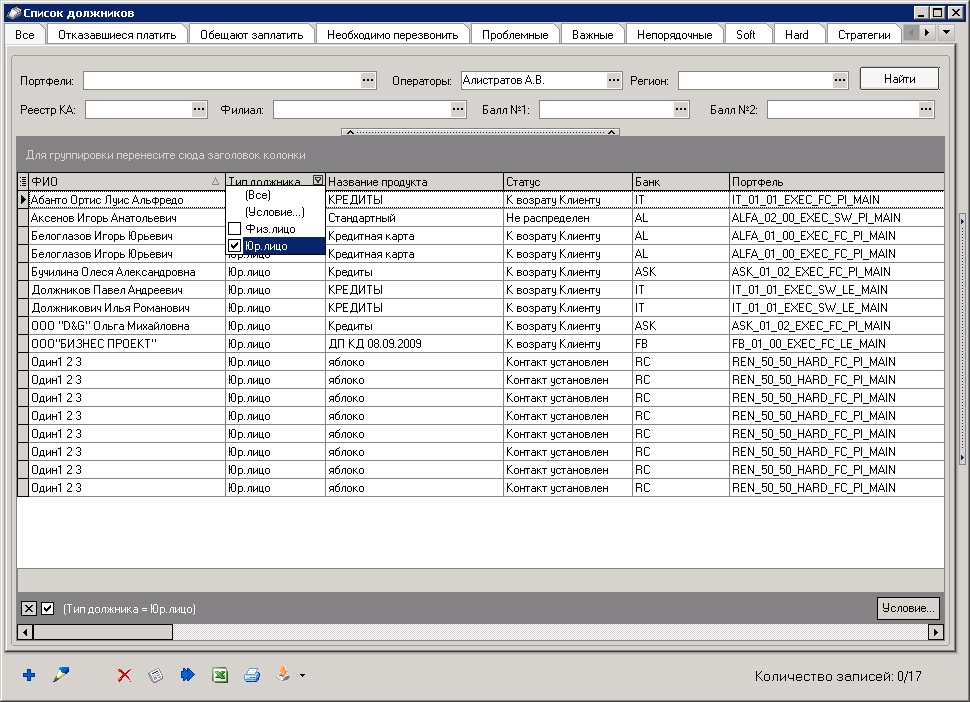 Список должников
Все Отказавшиеся платить Обещают заплатить Необходимо перезвонить Проблемные Важные Непорядочные Soft Hard Стратегии
Портфели: Операторы: Алистратов А.В. Регион: Найти
Реестр КА: Филиал: Балл №1: Балл №2:
Для группировки перенесите сюда заголовок колонки
ФИО Тип должника Название продукта Статус Банк Портфель
Абанто Ортис Луис Альфредо (Все) КРЕДИТЫ К возрату Клиенту IT IT_01_01_EXEC_FC_PI_MAIN
Аксенов Игорь Анатольевич (Условие...) Стандартный Не распределен AL ALFA_02_00_EXEC_SW_PI_MAIN
Белоглазов Игорь Юрьевич Физ.лицо Кредитная карта К возрату Клиенту AL ALFA_01_00_EXEC_FC_PI_MAIN
Белоглазов Игорь Юрьевич Юр.лицо Кредитная карта К возрату Клиенту AL ALFA_01_00_EXEC_FC_PI_MAIN
Бучилина Олеся Александровна Юр.лицо Кредиты К возрату Клиенту ASK ASK_01_02_EXEC_FC_PI_MAIN
Должников Павел Андреевич Юр.лицо КРЕДИТЫ К возрату Клиенту IT IT_01_01_EXEC_SW_LE_MAIN
Должникович Илья Романович Юр.лицо КРЕДИТЫ К возрату Клиенту IT IT_01_01_EXEC_SW_LE_MAIN
ООО "D&G" Ольга Михайловна Юр.лицо Кредиты К возрату Клиенту ASK ASK_01_02_EXEC_FC_PI_MAIN
ООО"БИЗНЕС ПРОЕКТ" Юр.лицо ДП КД 08.09.2009 К возрату Клиенту FB FB_01_00_EXEC_FC_LE_MAIN
Один1 2 3 Юр.лицо яблоко Контакт установлен RC REN_50_50_HARD_FC_PI_MAIN
Один1 2 3 Юр.лицо яблоко Контакт установлен RC REN_50_50_HARD_FC_PI_MAIN
Один1 2 3 Юр.лицо яблоко Контакт установлен RC REN_50_50_HARD_FC_PI_MAIN
Один1 2 3 Юр.лицо яблоко Контакт установлен RC REN_50_50_HARD_FC_PI_MAIN
Один1 2 3 Юр.лицо яблоко Контакт установлен RC REN_50_50_HARD_FC_PI_MAIN
Один1 2 3 Юр.лицо яблоко Контакт установлен RC REN_50_50_HARD_FC_PI_MAIN
Один1 2 3 Юр.лицо яблоко Контакт установлен RC REN_50_50_HARD_FC_PI_MAIN
Один1 2 3 Юр.лицо яблоко Контакт установлен RC REN_50_50_HARD_FC_PI_MAIN
(Тип должника = Юр.лицо) Условие...
Количество записей: 0/17